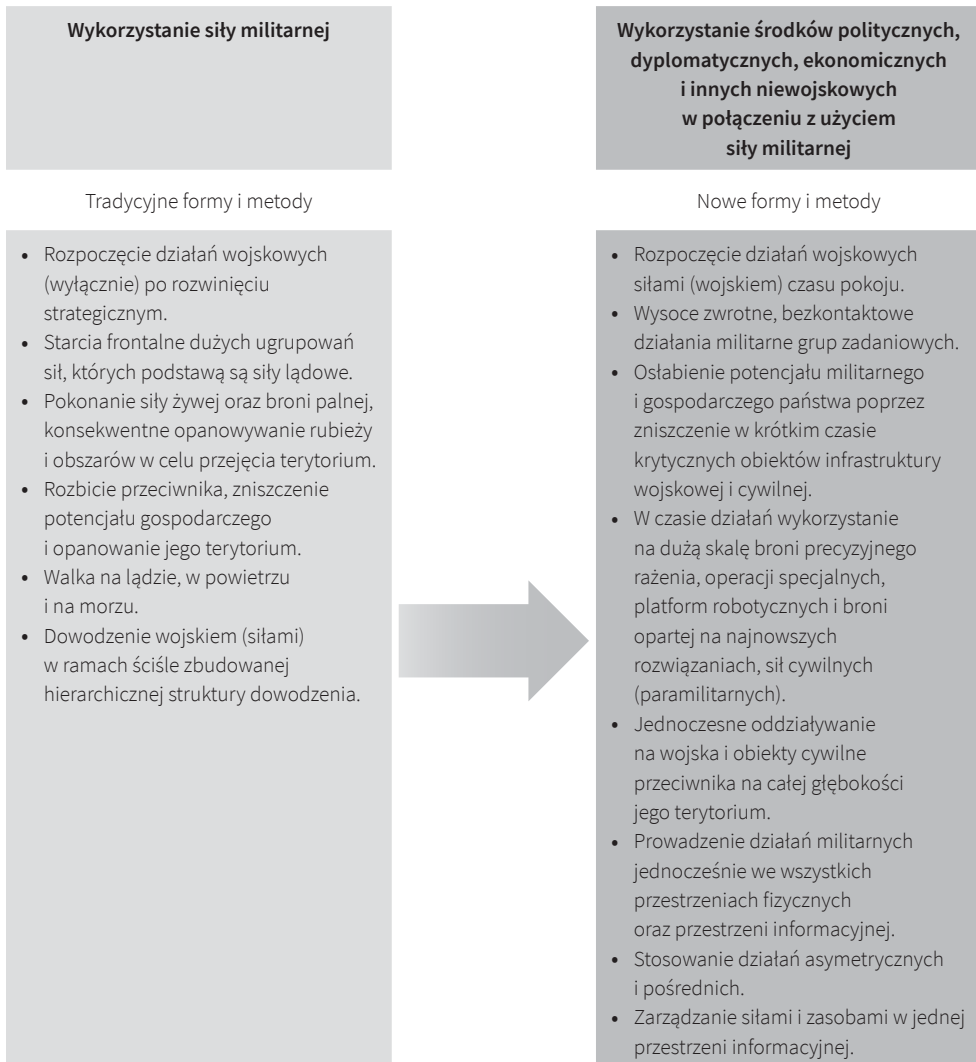 Wykorzystanie siły militarnej
Tradycyjne formy i metody
• Rozpoczęcie działań wojskowych
(wyłącznie) po rozwinięciu
strategicznym.
• Starcia frontalne dużych ugrupowań
sił, których podstawą są siły lądowe.
• Pokonanie siły żywej oraz broni palnej,
konsekwentne opanowywanie rubieży
i obszarów w celu przejęcia terytorium.
• Rozbicie przeciwnika, zniszczenie
potencjału gospodarczego
i opanowanie jego terytorium.
• Walka na lądzie, w powietrzu
i na morzu.
• Dowodzenie wojskiem (siłami)
w ramach ściśle zbudowanej
hierarchicznej struktury dowodzenia.
Wykorzystanie środków politycznych,
dyplomatycznych, ekonomicznych
i innych niewojskowych
w połączeniu z użyciem
siły militarnej
Nowe formy i metody
• Rozpoczęcie działań wojskowych
siłami (wojskiem) czasu pokoju.
• Wysoce zwrotne, bezkontaktowe
działania militarne grup zadaniowych.
• Osłabienie potencjału militarnego
i gospodarczego państwa poprzez
zniszczenie w krótkim czasie
krytycznych obiektów infrastruktury
wojskowej i cywilnej.
• W czasie działań wykorzystanie
na dużą skalę broni precyzyjnego
rażenia, operacji specjalnych,
platform robotycznych i broni
opartej na najnowszych
rozwiązaniach, sił cywilnych
(paramilitarnych).
• Jednoczesne oddziaływanie
na wojska i obiekty cywilne
przeciwnika na całej głębokości
jego terytorium.
• Prowadzenie działań militarnych
jednocześnie we wszystkich
przestrzeniach fizycznych
oraz przestrzeni informacyjnej.
• Stosowanie działań asymetrycznych
i pośrednich.
• Zarządzanie siłami i zasobami w jednej
przestrzeni informacyjnej.